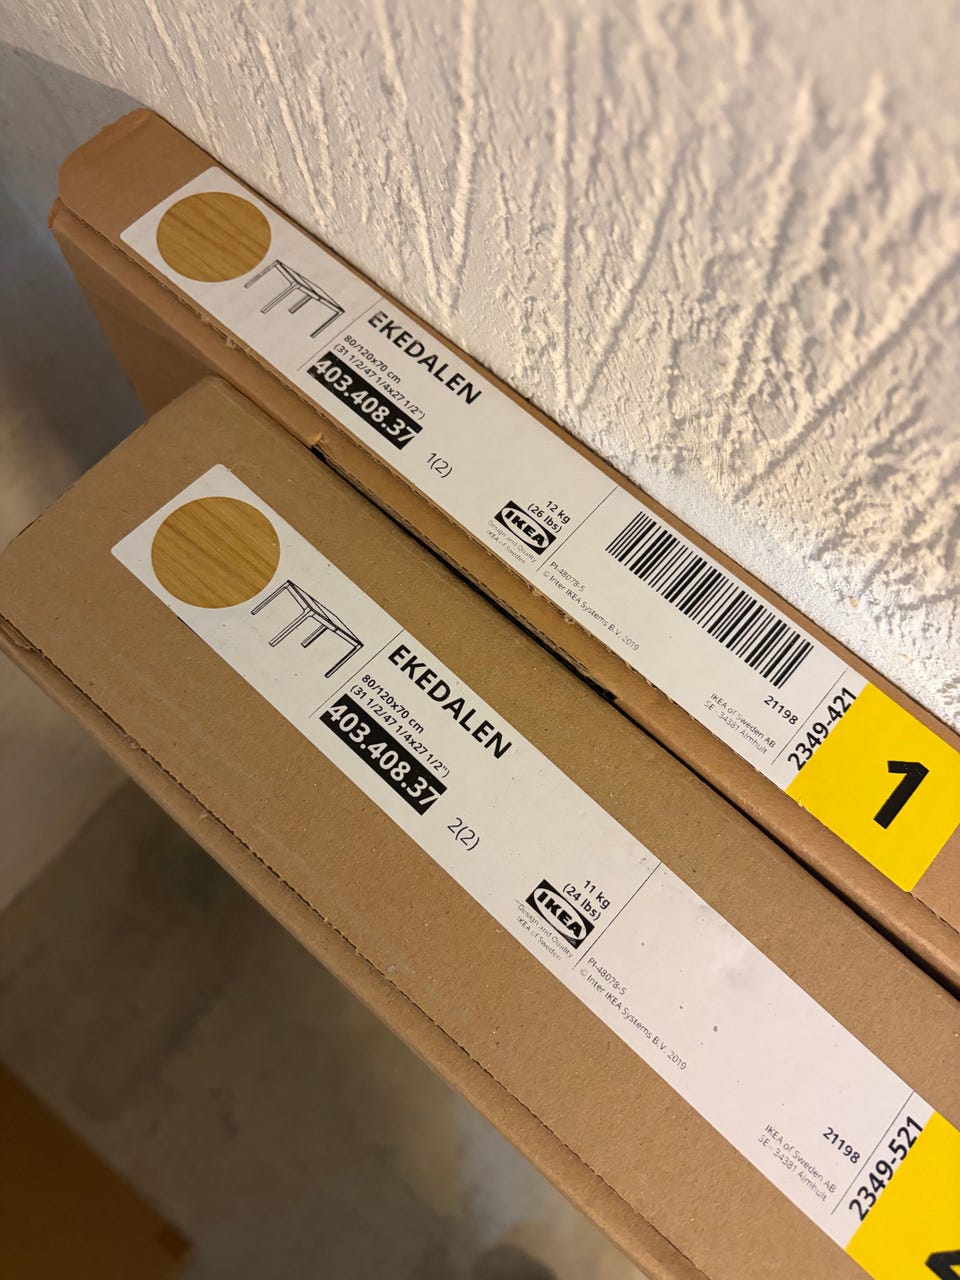 EKEDALEN
80/120x70 cm
(31 1/2/47 1/4x27 1/2")
403.408.37
1(2)
12 kg
(26 lbs)
IKEA
Design and Quality
IKEA of Sweden
PI-48078-S
© Inter IKEA Systems B.V. 2019
21198
IKEA of Sweden AB
SE - 34381 Älmhult
2349-421
1
EKEDALEN
80/120x70 cm
(31 1/2/47 1/4x27 1/2")
403.408.37
2(2)
11 kg
(24 lbs)
IKEA
Design and Quality
IKEA of Sweden
PI-48078-S
© Inter IKEA Systems B.V. 2019
21198
IKEA of Sweden AB
SE - 34381 Älmhult
2349-521